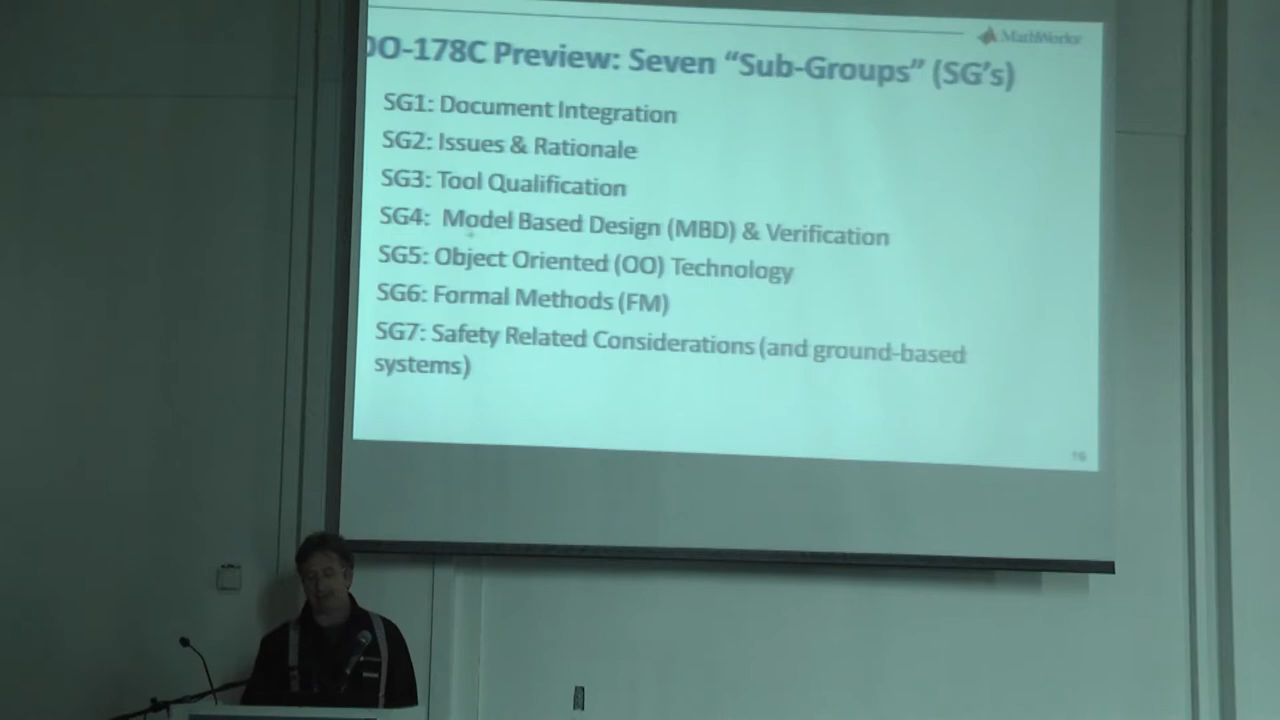 MathWorks
DO-178C Preview: Seven “Sub-Groups” (SG’s)
SG1: Document Integration
SG2: Issues & Rationale
SG3: Tool Qualification
SG4: Model Based Design (MBD) & Verification
SG5: Object Oriented (OO) Technology
SG6: Formal Methods (FM)
SG7: Safety Related Considerations (and ground-based
systems)
16